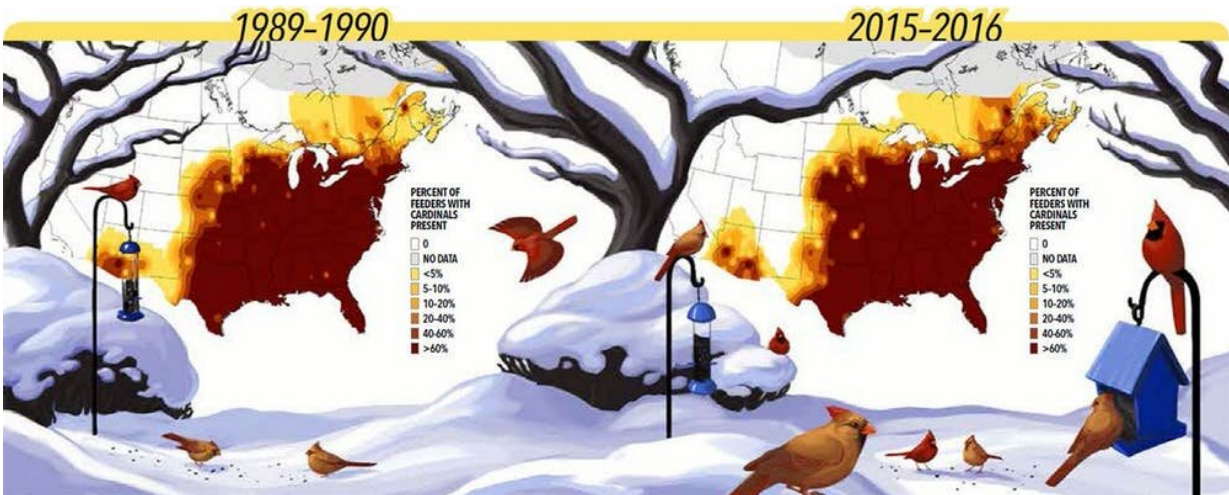 1989–1990
2015–2016
PERCENT OF
FEEDERS WITH
CARDINALS
PRESENT
0
NO DATA
<5%
5-10%
10-20%
20-40%
40-60%
>60%
PERCENT OF
FEEDERS WITH
CARDINALS
PRESENT
0
NO DATA
<5%
5-10%
10-20%
20-40%
40-60%
>60%